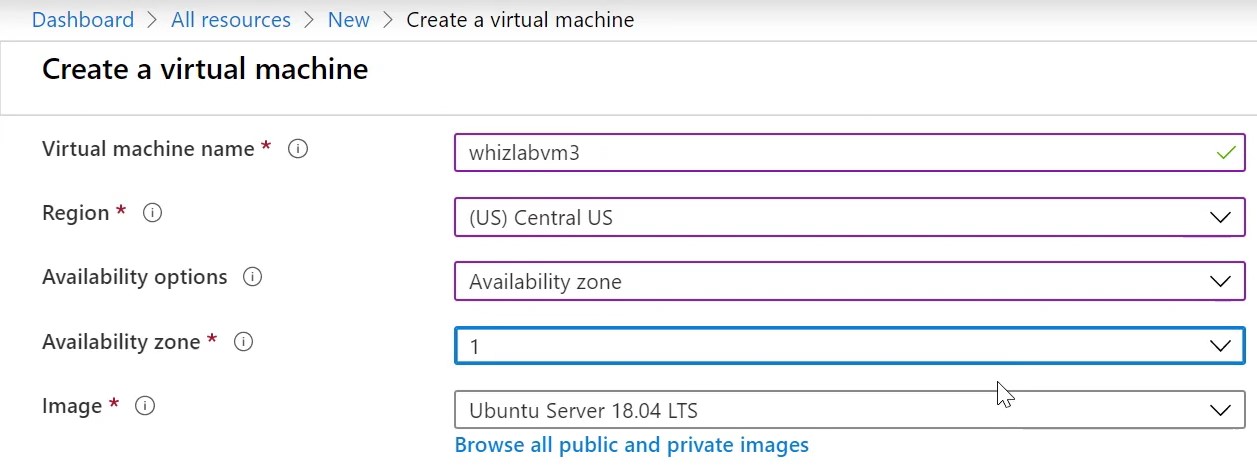 Dashboard > All resources > New > Create a virtual machine
Create a virtual machine
Virtual machine name * whizlabvm3
Region * (US) Central US
Availability options Availability zone
Availability zone * 1
Image * Ubuntu Server 18.04 LTS
Browse all public and private images